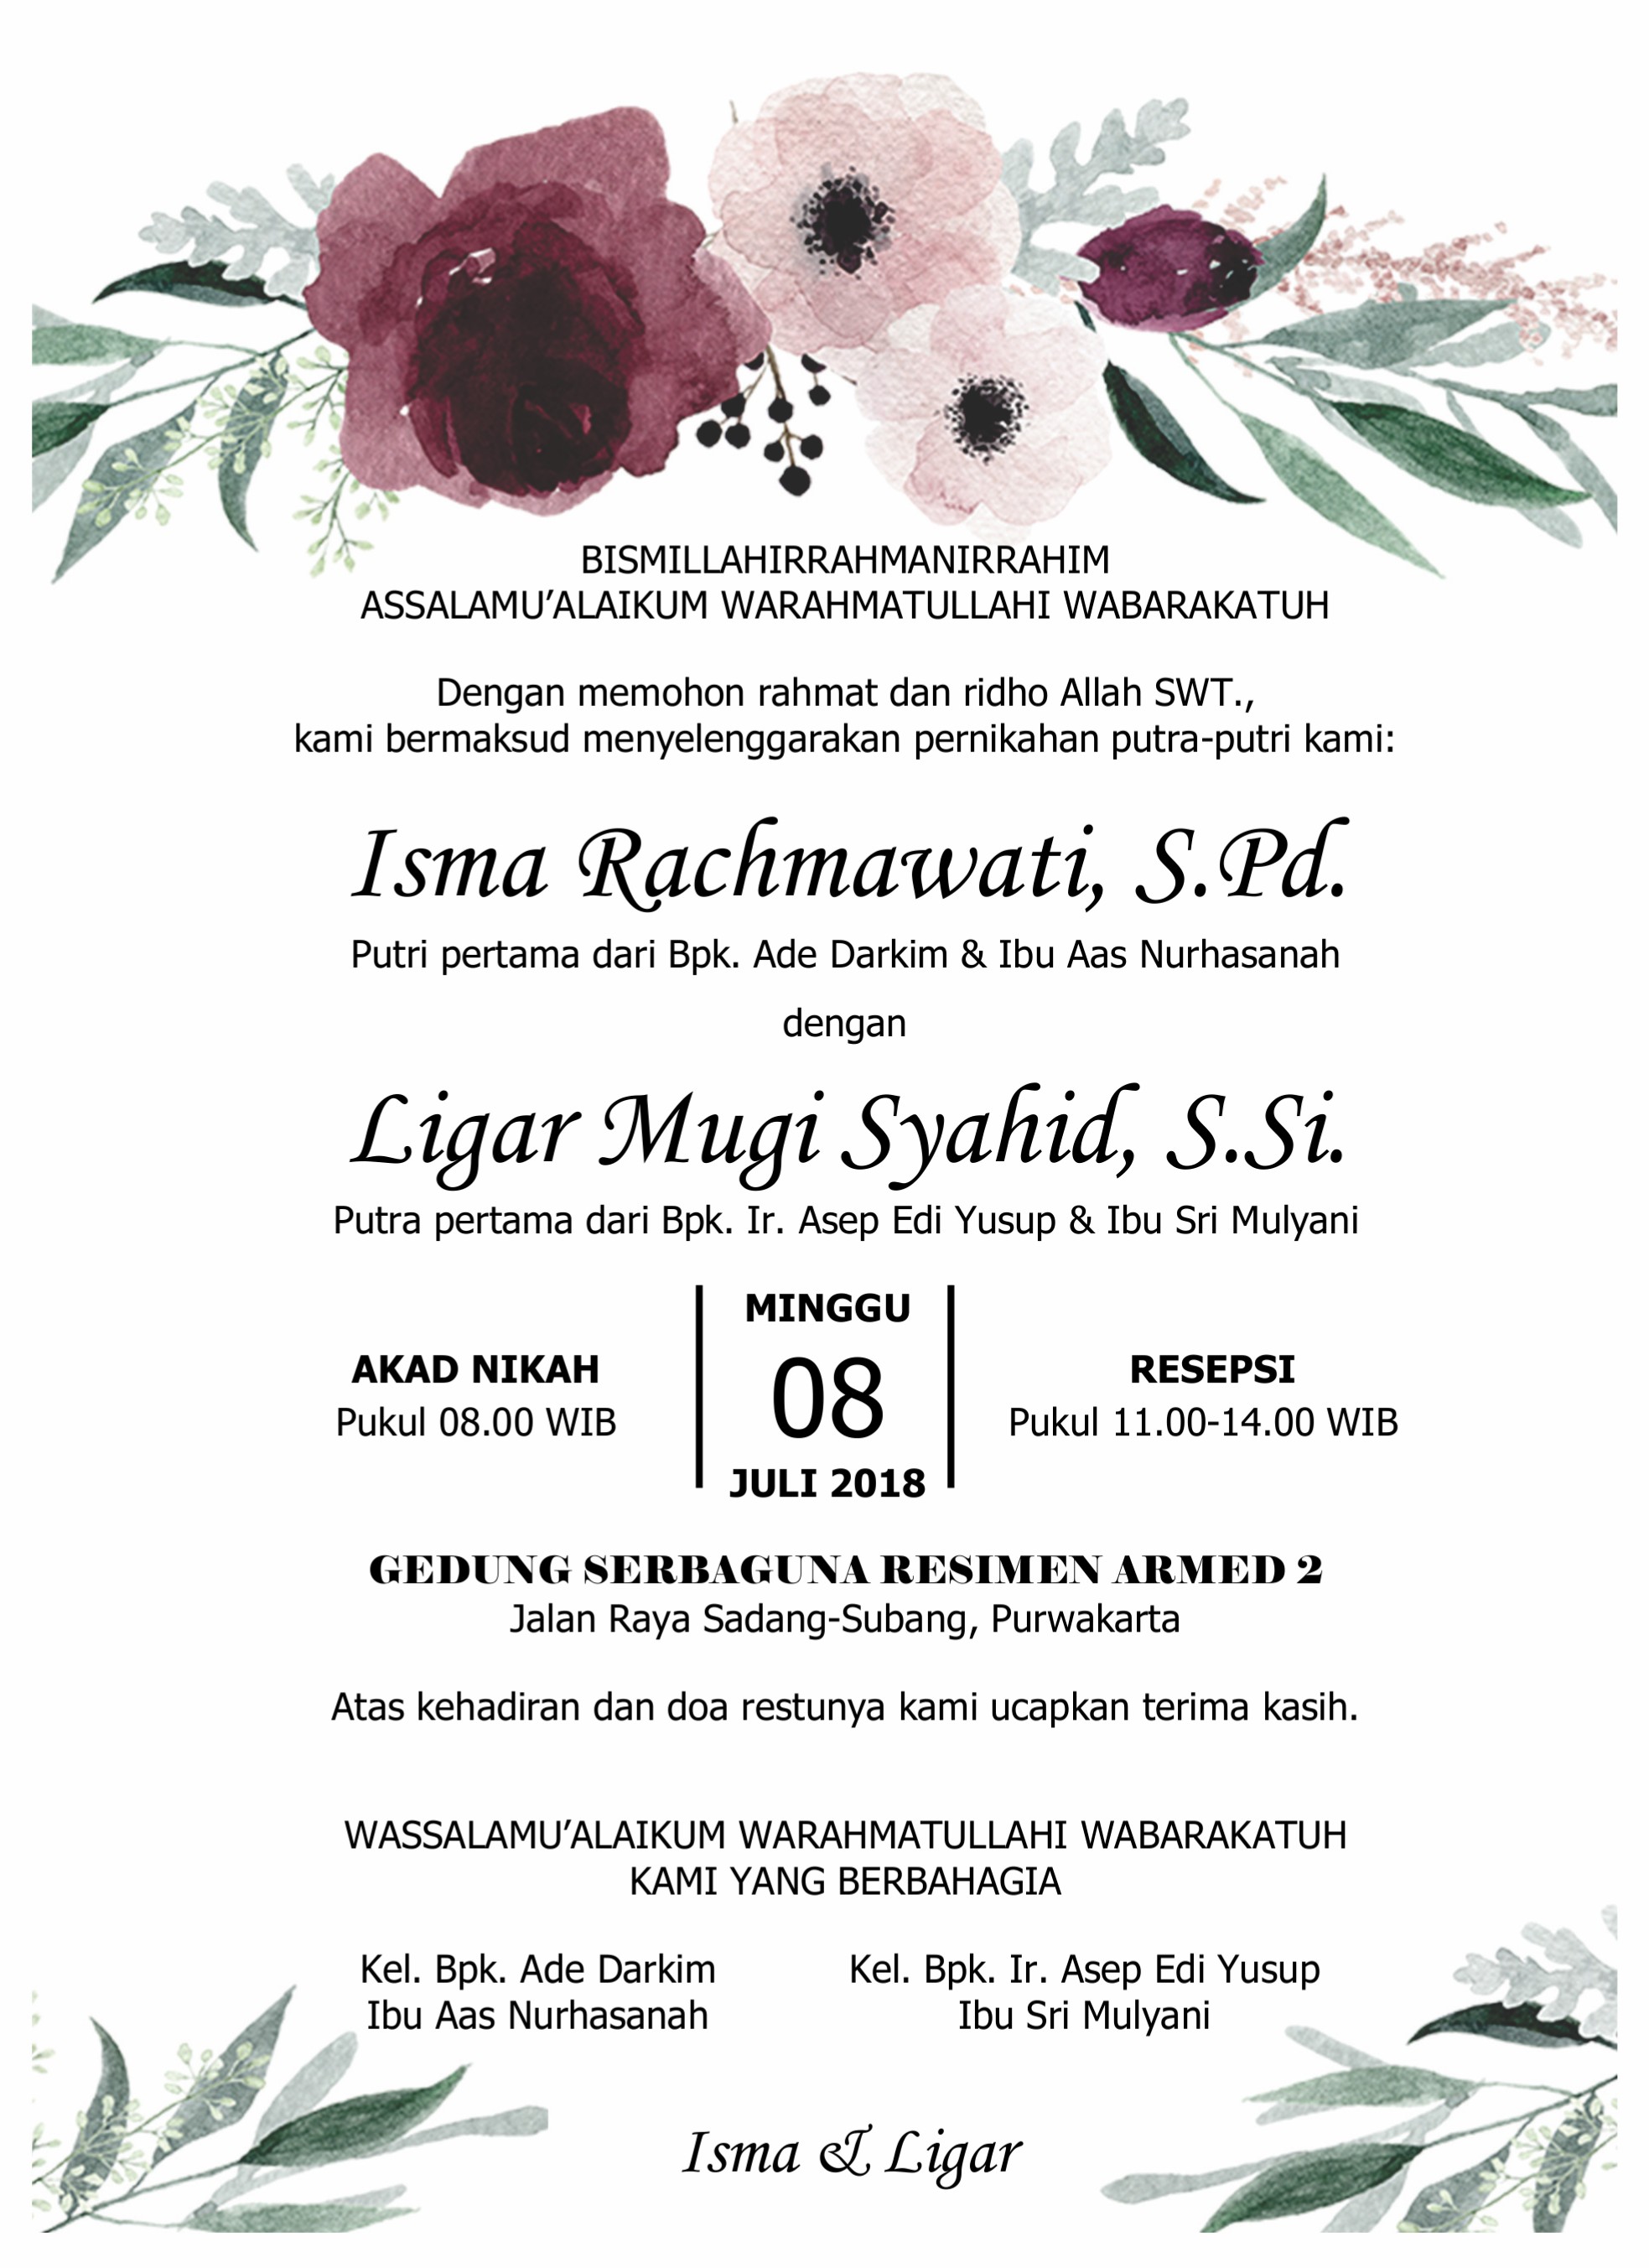 BISMILLAHIRRAHMANIRRAHIM
ASSALAMU’ALAIKUM WARAHMATULLAHI WABARAKATUH
Dengan memohon rahmat dan ridho Allah SWT.,
kami bermaksud menyelenggarakan pernikahan putra-putri kami:
Isma Rachmawati, S.Pd.
Putri pertama dari Bpk. Ade Darkim & Ibu Aas Nurhasanah
dengan
Ligar Mugi Syahid, S.Si.
Putra pertama dari Bpk. Ir. Asep Edi Yusup & Ibu Sri Mulyani
AKAD NIKAH
Pukul 08.00 WIB
MINGGU
08
JULI 2018
RESEPSI
Pukul 11.00-14.00 WIB
GEDUNG SERBAGUNA RESIMEN ARMED 2
Jalan Raya Sadang-Subang, Purwakarta
Atas kehadiran dan doa restunya kami ucapkan terima kasih.
WASSALAMU’ALAIKUM WARAHMATULLAHI WABARAKATUH
KAMI YANG BERBAHAGIA
Kel. Bpk. Ade Darkim
Ibu Aas Nurhasanah
Kel. Bpk. Ir. Asep Edi Yusup
Ibu Sri Mulyani
Isma & Ligar